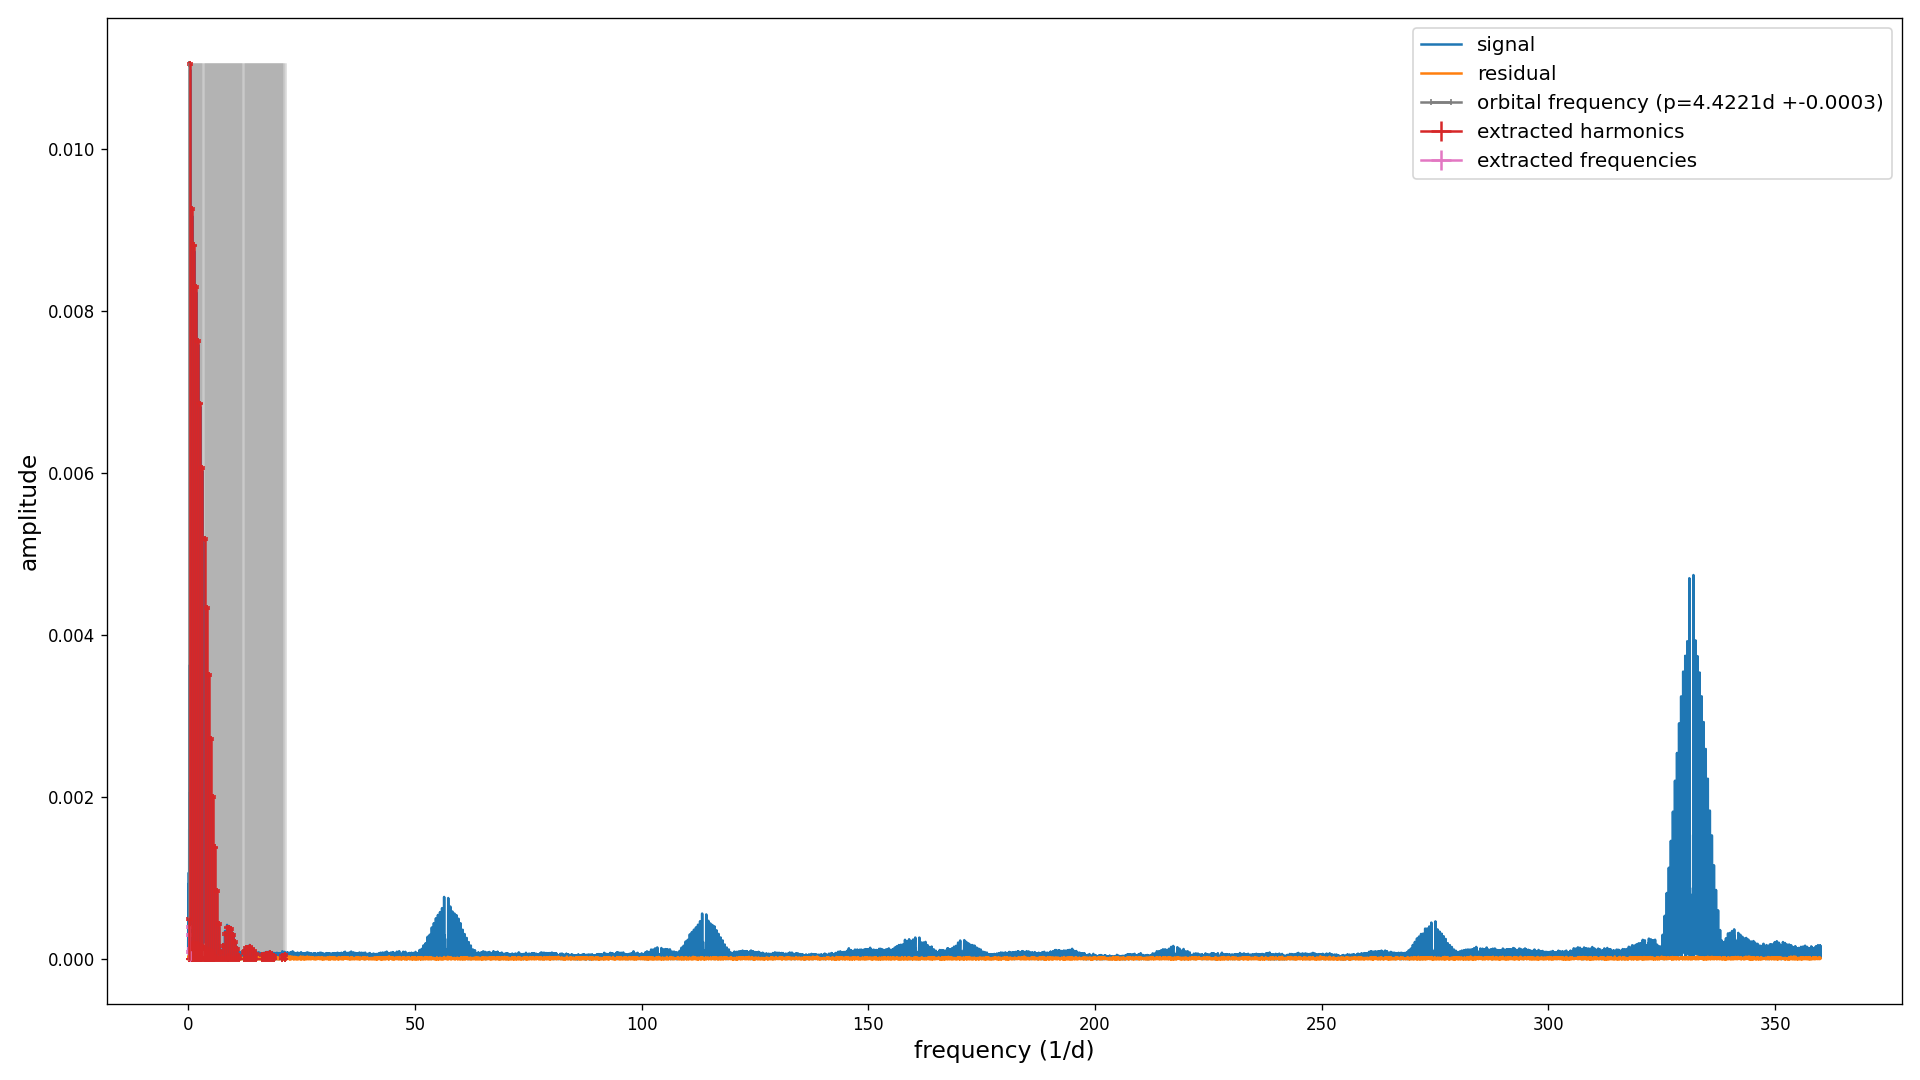 signal
residual
orbital frequency (p=4.4221d +-0.0003)
extracted harmonics
extracted frequencies
0.010
0.008
0.006
0.004
0.002
0.000
amplitude
0 50 100 150 200 250 300 350
frequency (1/d)